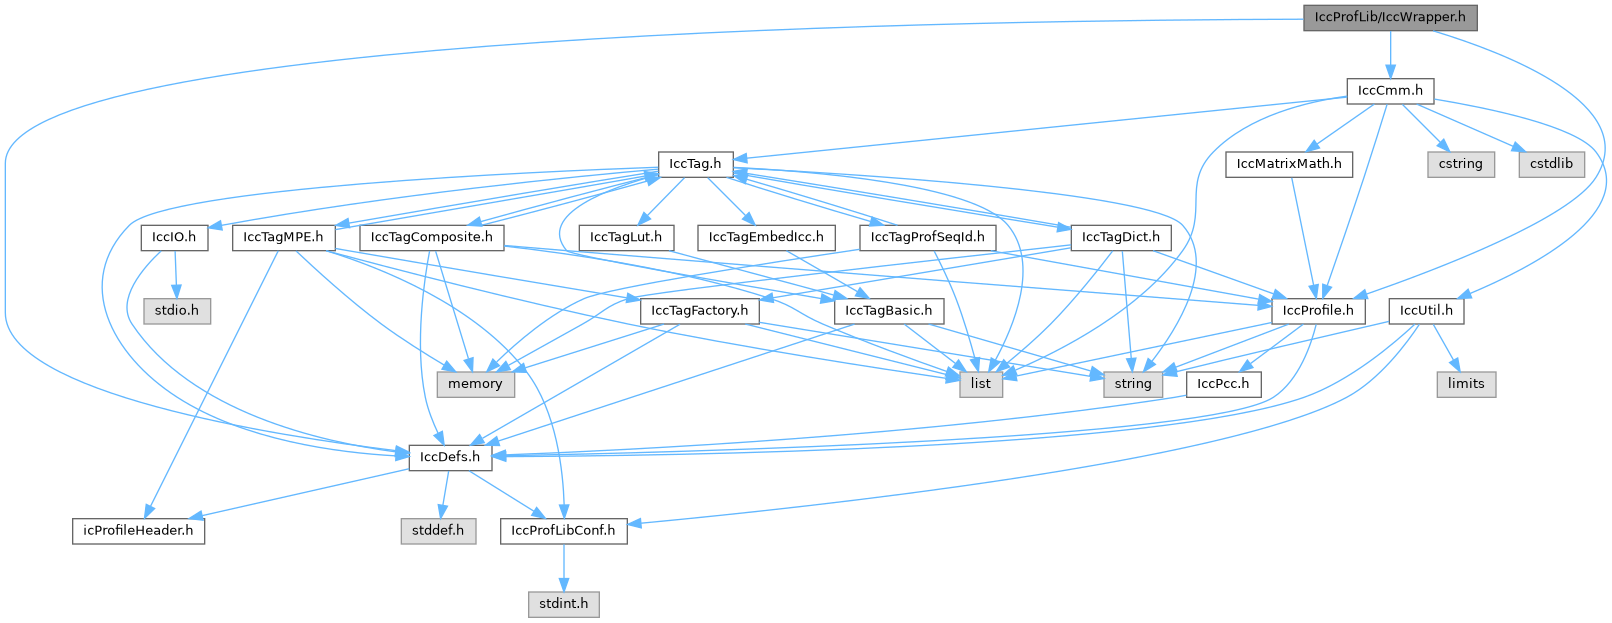 IccProfLib/IccWrapper.h
IccCmm.h
IccTag.h
IccMatrixMath.h
cstring
cstdlib
IccIO.h
IccTagMPE.h
IccTagComposite.h
IccTagLut.h
IccTagEmbedIcc.h
IccTagProfSeqId.h
IccTagDict.h
stdio.h
IccTagFactory.h
IccTagBasic.h
IccProfile.h
IccUtil.h
memory
list
string
IccPcc.h
limits
IccDefs.h
icProfileHeader.h
stddef.h
IccProfLibConf.h
stdint.h